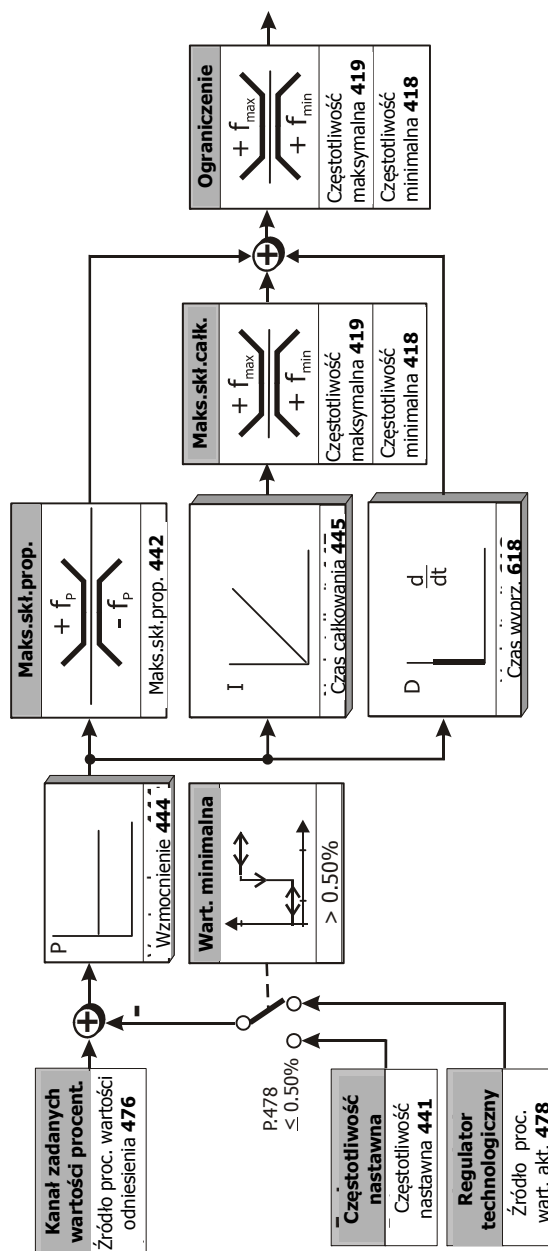 Kanał zadanych
wartości procent.
Źródło proc. wartości
odniesienia 476
P
Wzmocnienie 444
Maks.skł.prop.
+ fP
- fP
Maks.skł.prop. 442
-
Wart. minimalna
> 0.50%
P.478
≤ 0.50%
Częstotliwość
nastawna
Częstotliwość
nastawna 441
Regulator
technologiczny
Źródło proc.
wart. akt. 478
I
Czas całkowania 445
D
d
dt
Czas wyprz. 618
Maks.skł.całk.
+ fmax
+ fmin
Częstotliwość
maksymalna 419
Częstotliwość
minimalna 418
Ograniczenie
+ fmax
+ fmin
Częstotliwość
maksymalna 419
Częstotliwość
minimalna 418